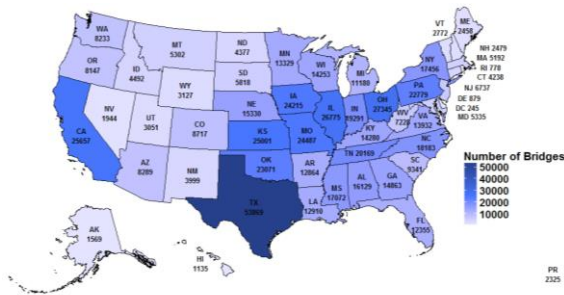 WA
8233
OR
8147
CA
25657
NV
1944
ID
4492
MT
5302
WY
3127
UT
3051
AZ
8289
CO
8717
NM
3999
ND
4377
SD
5818
NE
15330
KS
25001
OK
23071
TX
MN
13329
IA
24215
MO
24487
AR
12864
LA
12910
WI
14253
IL
26775
MI
11180
IN
19291
OH
27345
KY
14280
TN 20169
MS
17072
AL
16129
GA
14863
FL
12355
SC
9341
NC
18183
VA
13932
WV
7228
PA
22779
NY
17456
VT
2772
ME
2458
NH 2479
MA 5192
RI 778
CT 4238
NJ 6737
DE 879
DC 245
MD 5335
AK
1569
HI
1135
PR
2325
Number of Bridges
50000
40000
30000
20000
10000